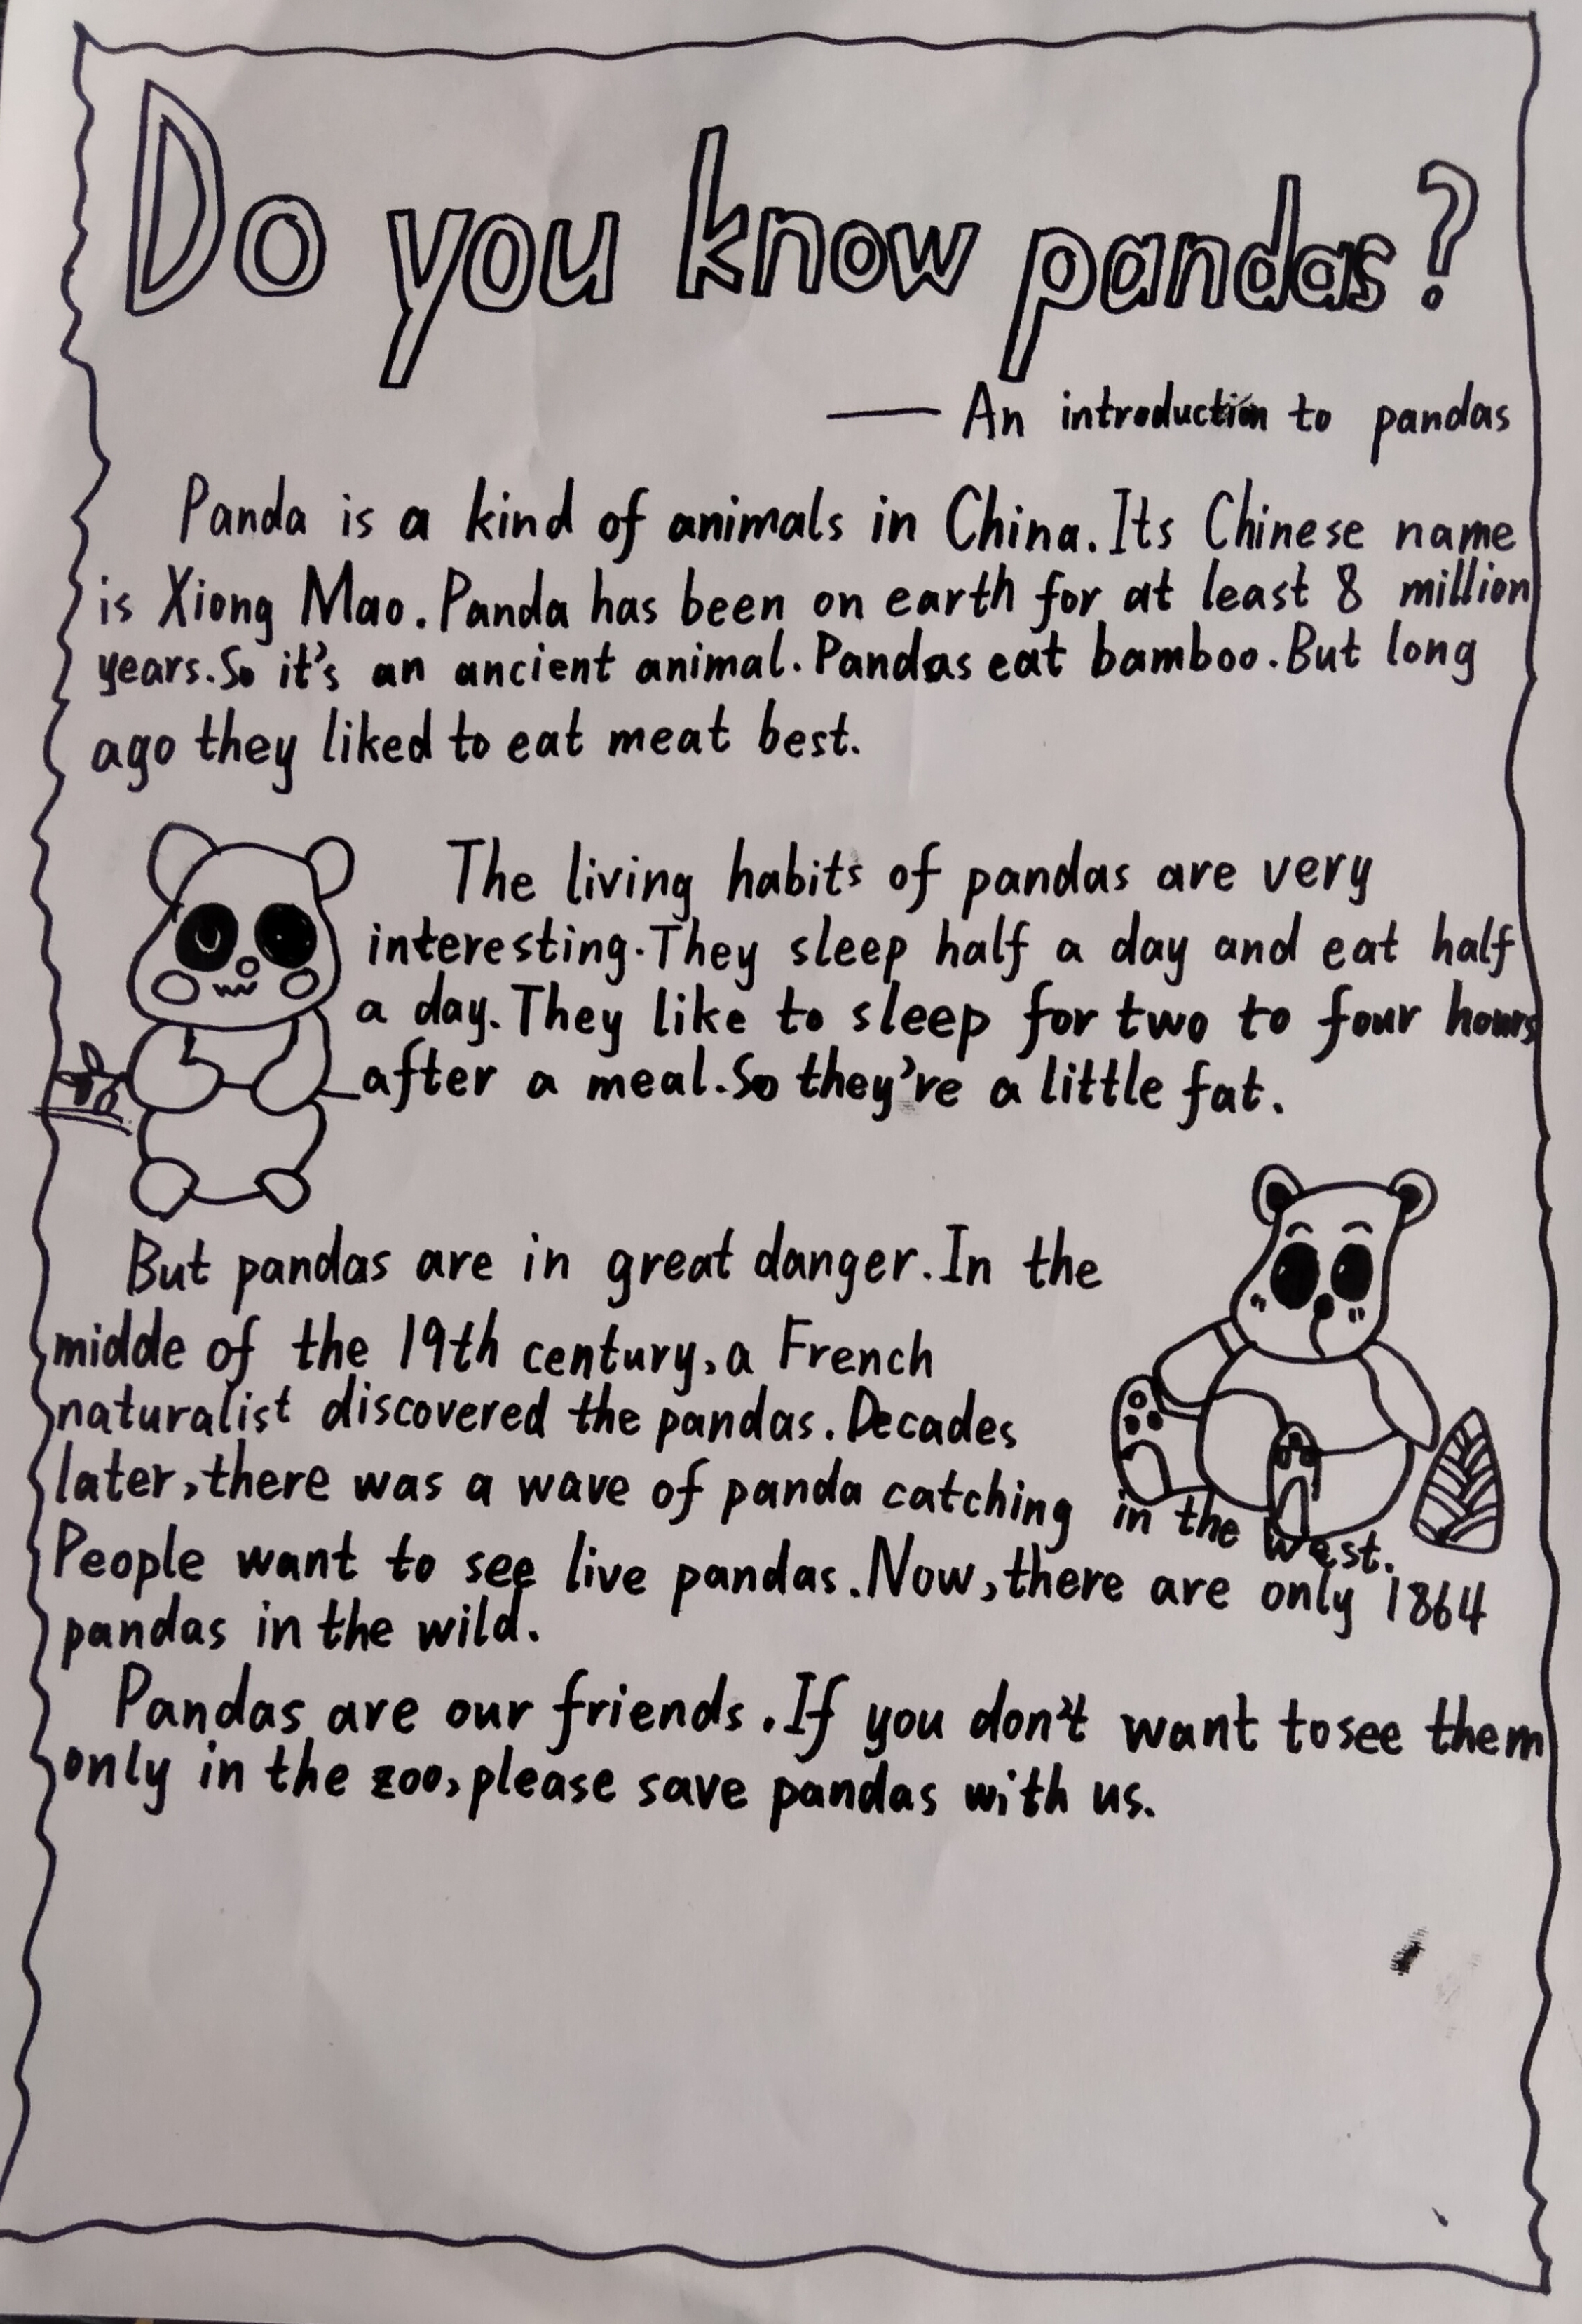 Do you know pandas?
—— An introduction to pandas
Panda is a kind of animals in China. Its Chinese name
is Xiong Mao. Panda has been on earth for at least 8 million
years. So it's an ancient animal. Pandas eat bamboo. But long
ago they liked to eat meat best.
The living habits of pandas are very
interesting. They sleep half a day and eat half
a day. They like to sleep for two to four hours
after a meal. So they're a little fat.
But pandas are in great danger. In the
midde of the 19th century, a French
naturalist discovered the pandas. Decades
later, there was a wave of panda catching in the west.
People want to see live pandas. Now, there are only 1864
pandas in the wild.
Pandas are our friends. If you don't want to see them
only in the zoo, please save pandas with us.